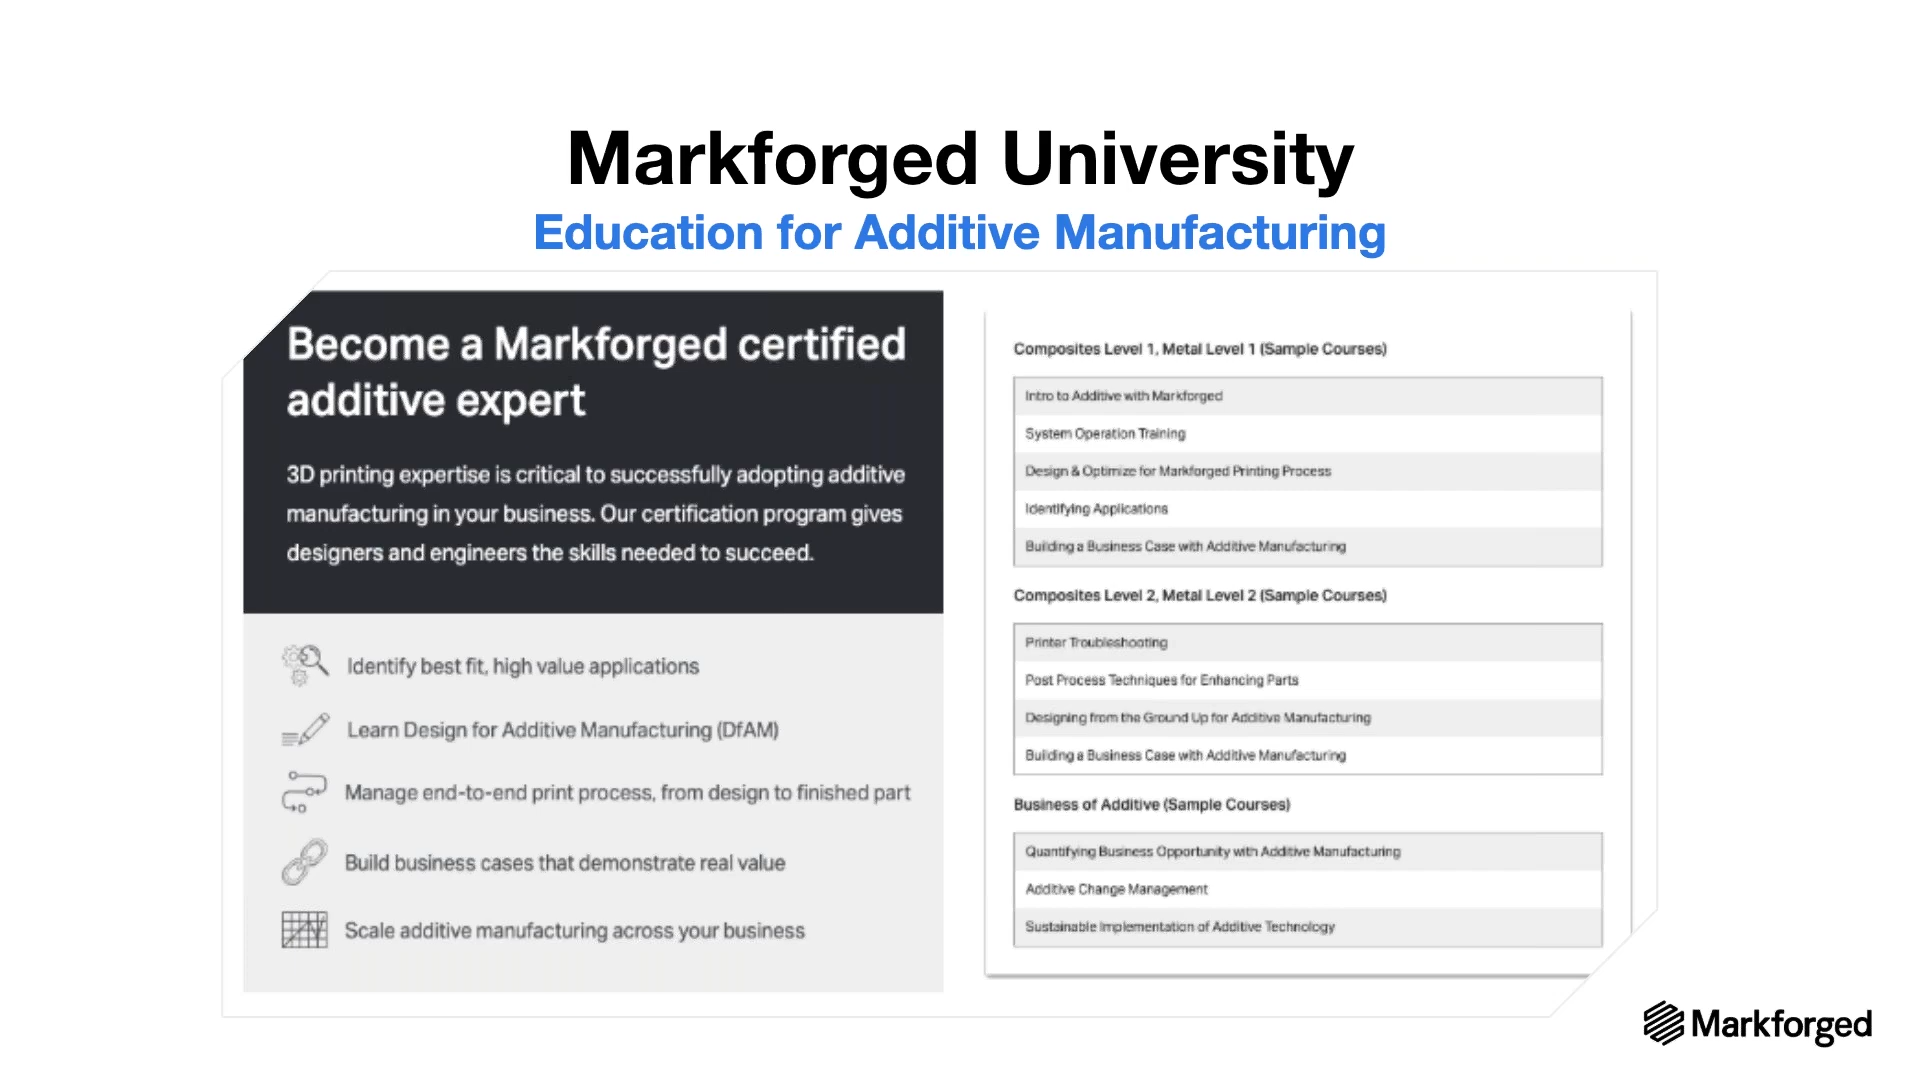 Markforged University
Education for Additive Manufacturing
Become a Markforged certified
additive expert
3D printing expertise is critical to successfully adopting additive
manufacturing in your business. Our certification program gives
designers and engineers the skills needed to succeed.
Identify best fit, high value applications
Learn Design for Additive Manufacturing (DfAM)
Manage end-to-end print process, from design to finished part
Build business cases that demonstrate real value
Scale additive manufacturing across your business
Composites Level 1, Metal Level 1 (Sample Courses)
Intro to Additive with Markforged
System Operation Training
Design & Optimize for Markforged Printing Process
Identifying Applications
Building a Business Case with Additive Manufacturing
Composites Level 2, Metal Level 2 (Sample Courses)
Printer Troubleshooting
Post Process Techniques for Enhancing Parts
Designing from the Ground Up for Additive Manufacturing
Building a Business Case with Additive Manufacturing
Business of Additive (Sample Courses)
Quantifying Business Opportunity with Additive Manufacturing
Additive Change Management
Sustainable Implementation of Additive Technology
Markforged